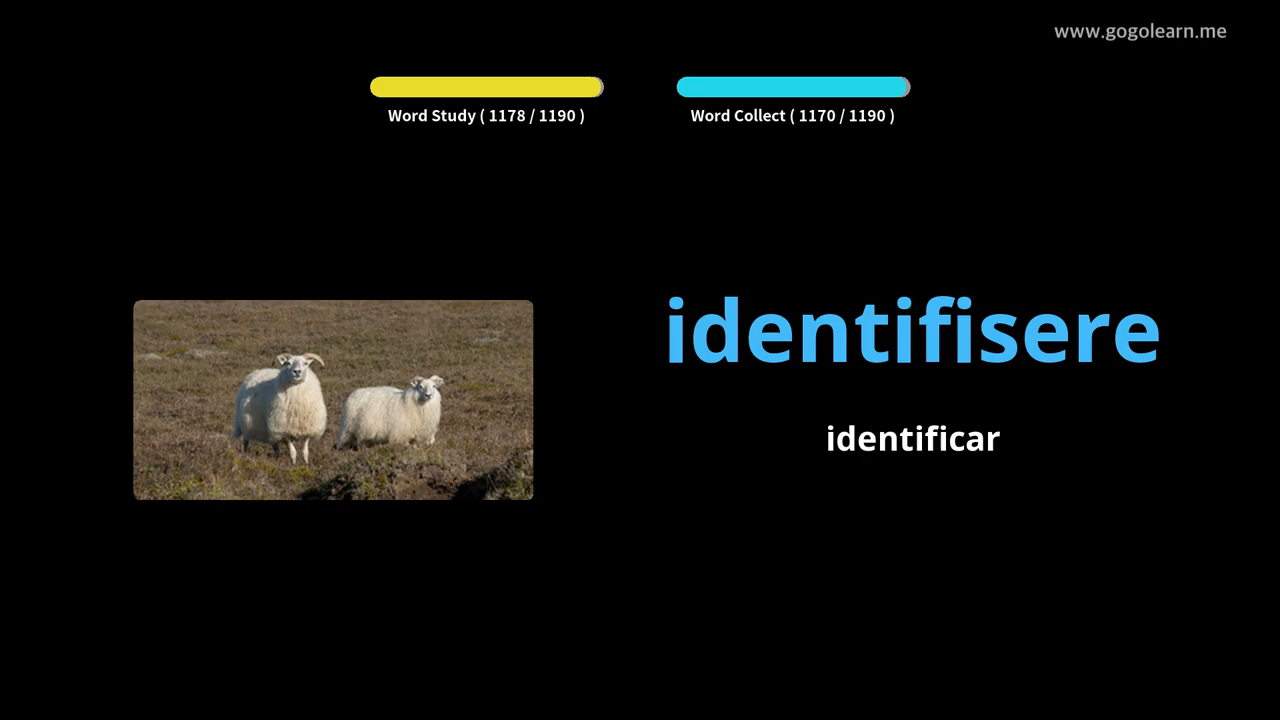 www.gogolearn.me
Word Study ( 1178 / 1190 )
Word Collect ( 1170 / 1190 )
identifisere
identificar